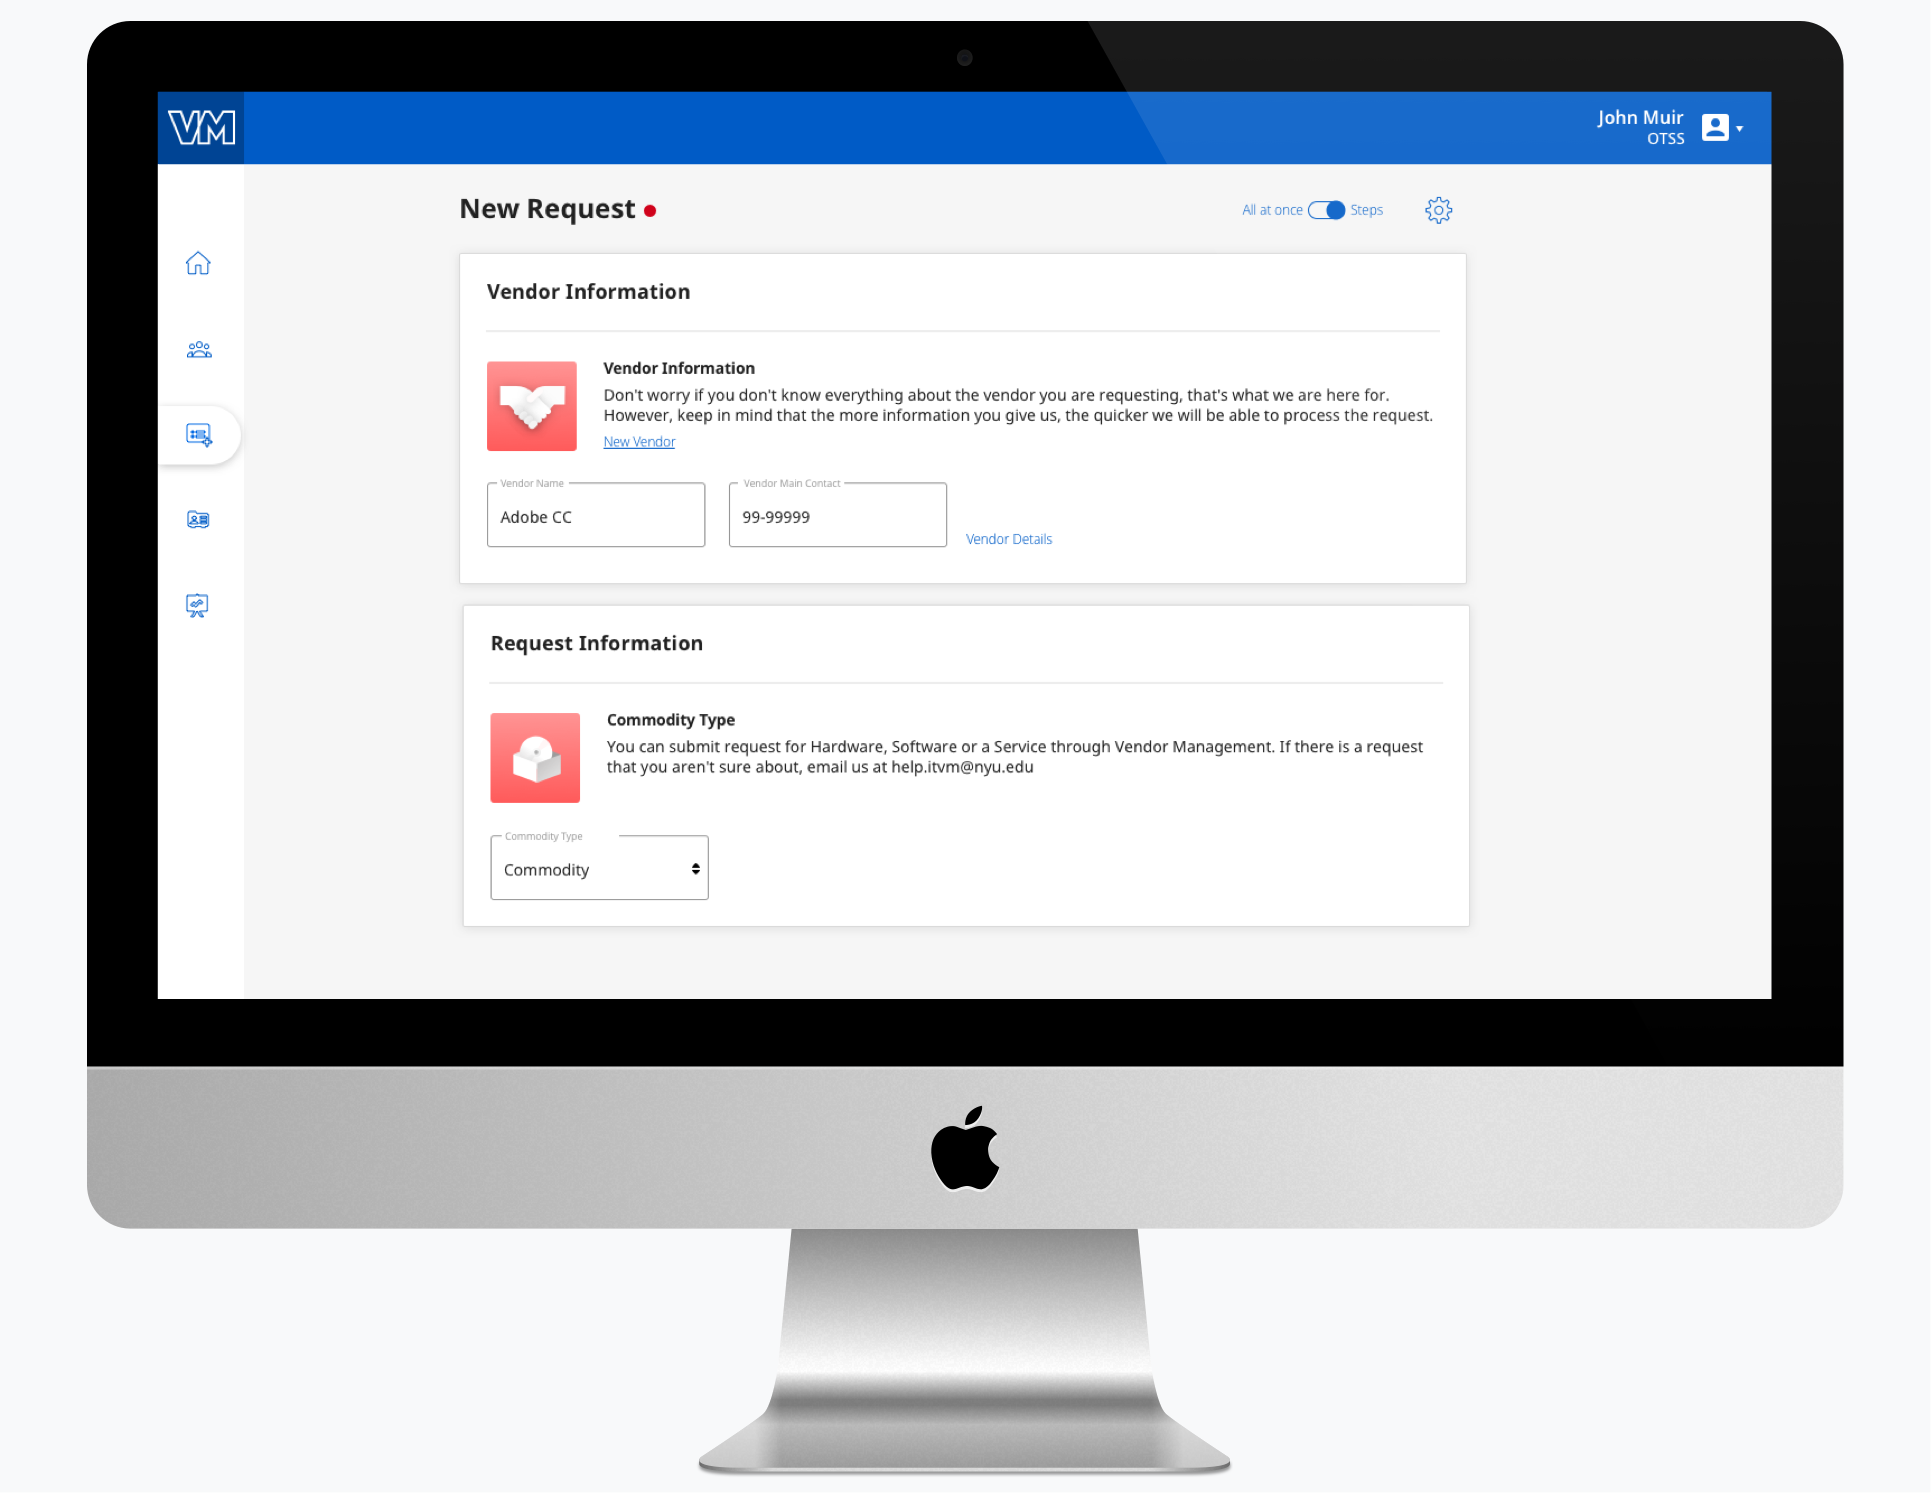 VM
John Muir
OTSS
New Request
All at once
Steps
Vendor Information
Vendor Information
Don't worry if you don't know everything about the vendor you are requesting, that's what we are here for.
However, keep in mind that the more information you give us, the quicker we will be able to process the request.
New Vendor
Vendor Name
Vendor Main Contact
Adobe CC
99-99999
Vendor Details
Request Information
Commodity Type
You can submit request for Hardware, Software or a Service through Vendor Management. If there is a request
that you aren't sure about, email us at help.itvm@nyu.edu
Commodity Type
Commodity